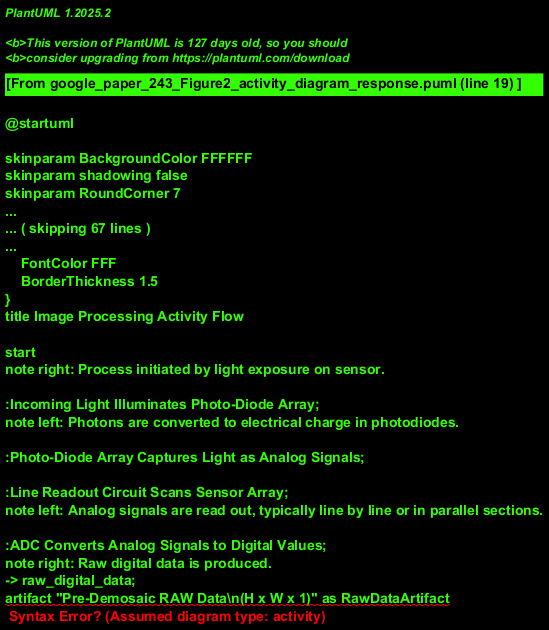 PlantUML 1.2025.2
<b>This version of PlantUML is 127 days old, so you should
<b>consider upgrading from https://plantuml.com/download
[From google_paper_243_Figure2_activity_diagram_response.puml (line 19) ]
@startuml
skinparam BackgroundColor FFFFFF
skinparam shadowing false
skinparam RoundCorner 7
...
... ( skipping 67 lines )
...
FontColor FFF
BorderThickness 1.5
}
title Image Processing Activity Flow
start
note right: Process initiated by light exposure on sensor.
:Incoming Light Illuminates Photo-Diode Array;
note left: Photons are converted to electrical charge in photodiodes.
:Photo-Diode Array Captures Light as Analog Signals;
:Line Readout Circuit Scans Sensor Array;
note left: Analog signals are read out, typically line by line or in parallel sections.
:ADC Converts Analog Signals to Digital Values;
note right: Raw digital data is produced.
-> raw_digital_data;
artifact "Pre-Demosaic RAW Data\n(H x W x 1)" as RawDataArtifact
Syntax Error? (Assumed diagram type: activity)